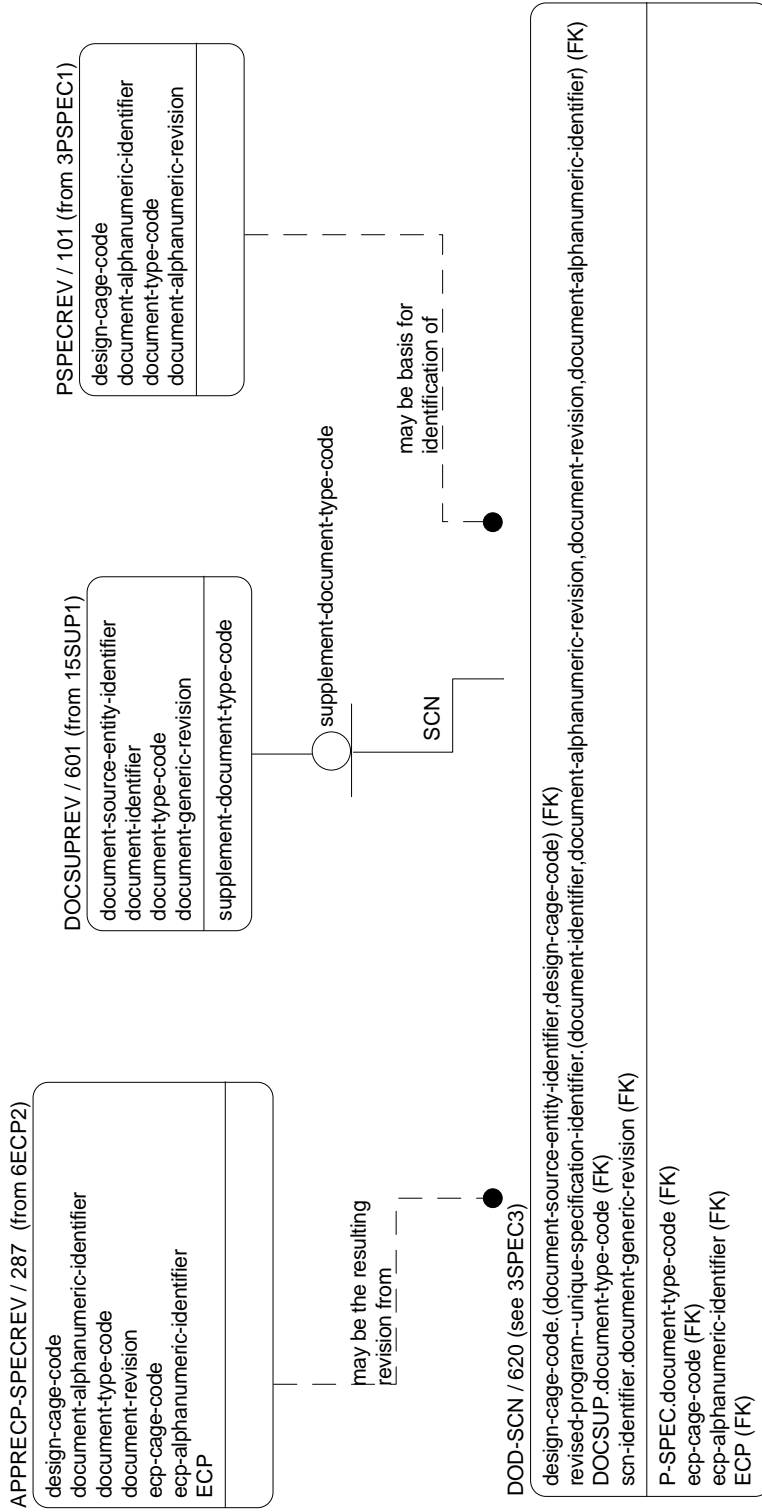 APPRECP-SPECREV / 287 (from 6ECP2)
design-cage-code
document-alphanumeric-identifier
document-type-code
document-revision
ecp-cage-code
ecp-alphanumeric-identifier
ECP
DOCSUPREV / 601 (from 15SUP1)
document-source-entity-identifier
document-identifier
document-type-code
document-generic-revision
supplement-document-type-code
PSPECREV / 101 (from 3PSPEC1)
design-cage-code
document-alphanumeric-identifier
document-type-code
document-alphanumeric-revision
may be the resulting
revision from
supplement-document-type-code
SCN
may be basis for
identification of
DOD-SCN / 620 (see 3SPEC3)
design-cage-code.(document-source-entity-identifier,design-cage-code) (FK)
revised-program--unique-specification-identifier.(document-identifier,document-alphanumeric-revision,document-revision,document-alphanumeric-identifier) (FK)
DOCSUP.document-type-code (FK)
scn-identifier.document-generic-revision (FK)
P-SPEC.document-type-code (FK)
ecp-cage-code (FK)
ecp-alphanumeric-identifier (FK)
ECP (FK)